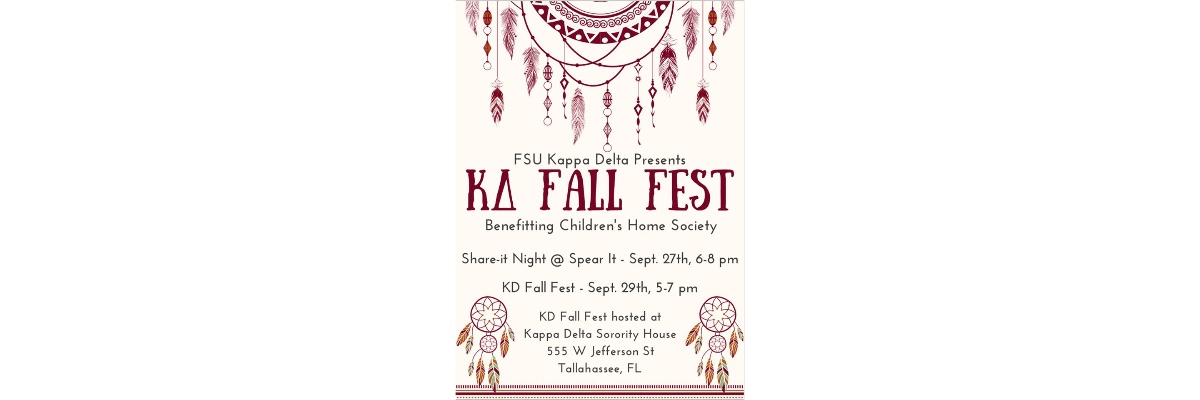 FSU Kappa Delta Presents
KΔ FALL FEST
Benefitting Children's Home Society
Share-it Night @ Spear It - Sept. 27th, 6-8 pm
KD Fall Fest - Sept. 29th, 5-7 pm
KD Fall Fest hosted at
Kappa Delta Sorority House
555 W Jefferson St
Tallahassee, FL